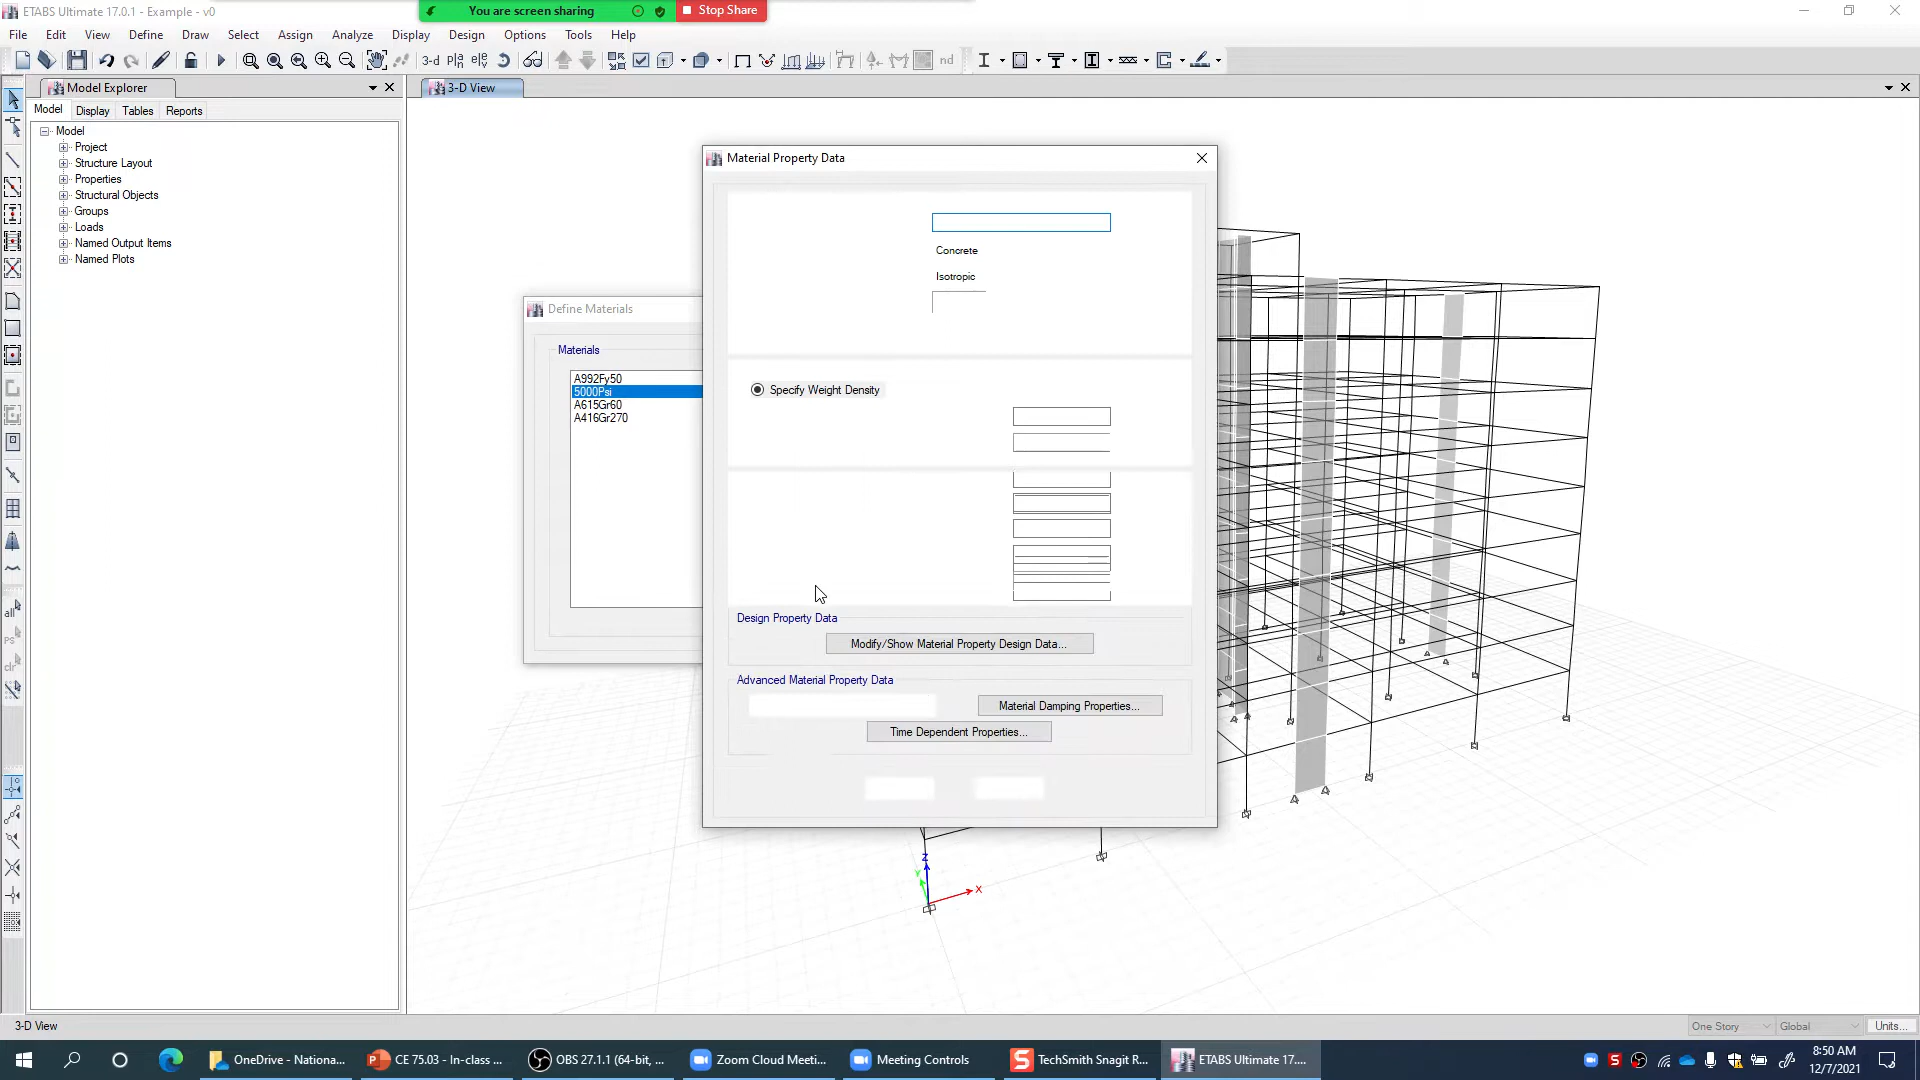 ETABS Ultimate 17.0.1 - Example - v0
You are screen sharing
Stop Share
File Edit View Define Draw Select Assign Analyze Display Design Options Tools Help
3-d
nd
Model Explorer
3-D View
Model Display Tables Reports
Model
Project
Structure Layout
Properties
Structural Objects
Groups
Loads
Named Output Items
Named Plots
Define Materials
Materials
A992Fy50
5000Psi
A615Gr60
A416Gr270
Material Property Data
Concrete
Isotropic
Specify Weight Density
Design Property Data
Modify/Show Material Property Design Data...
Advanced Material Property Data
Material Damping Properties...
Time Dependent Properties...
all
ps
clr
Z
Y
X
3-D View
One Story
Global
Units...
OneDrive - Nationa...
CE 75.03 - In-class ...
OBS 27.1.1 (64-bit, ...
Zoom Cloud Meeti...
Meeting Controls
TechSmith Snagit R...
ETABS Ultimate 17....
8:50 AM
12/7/2021